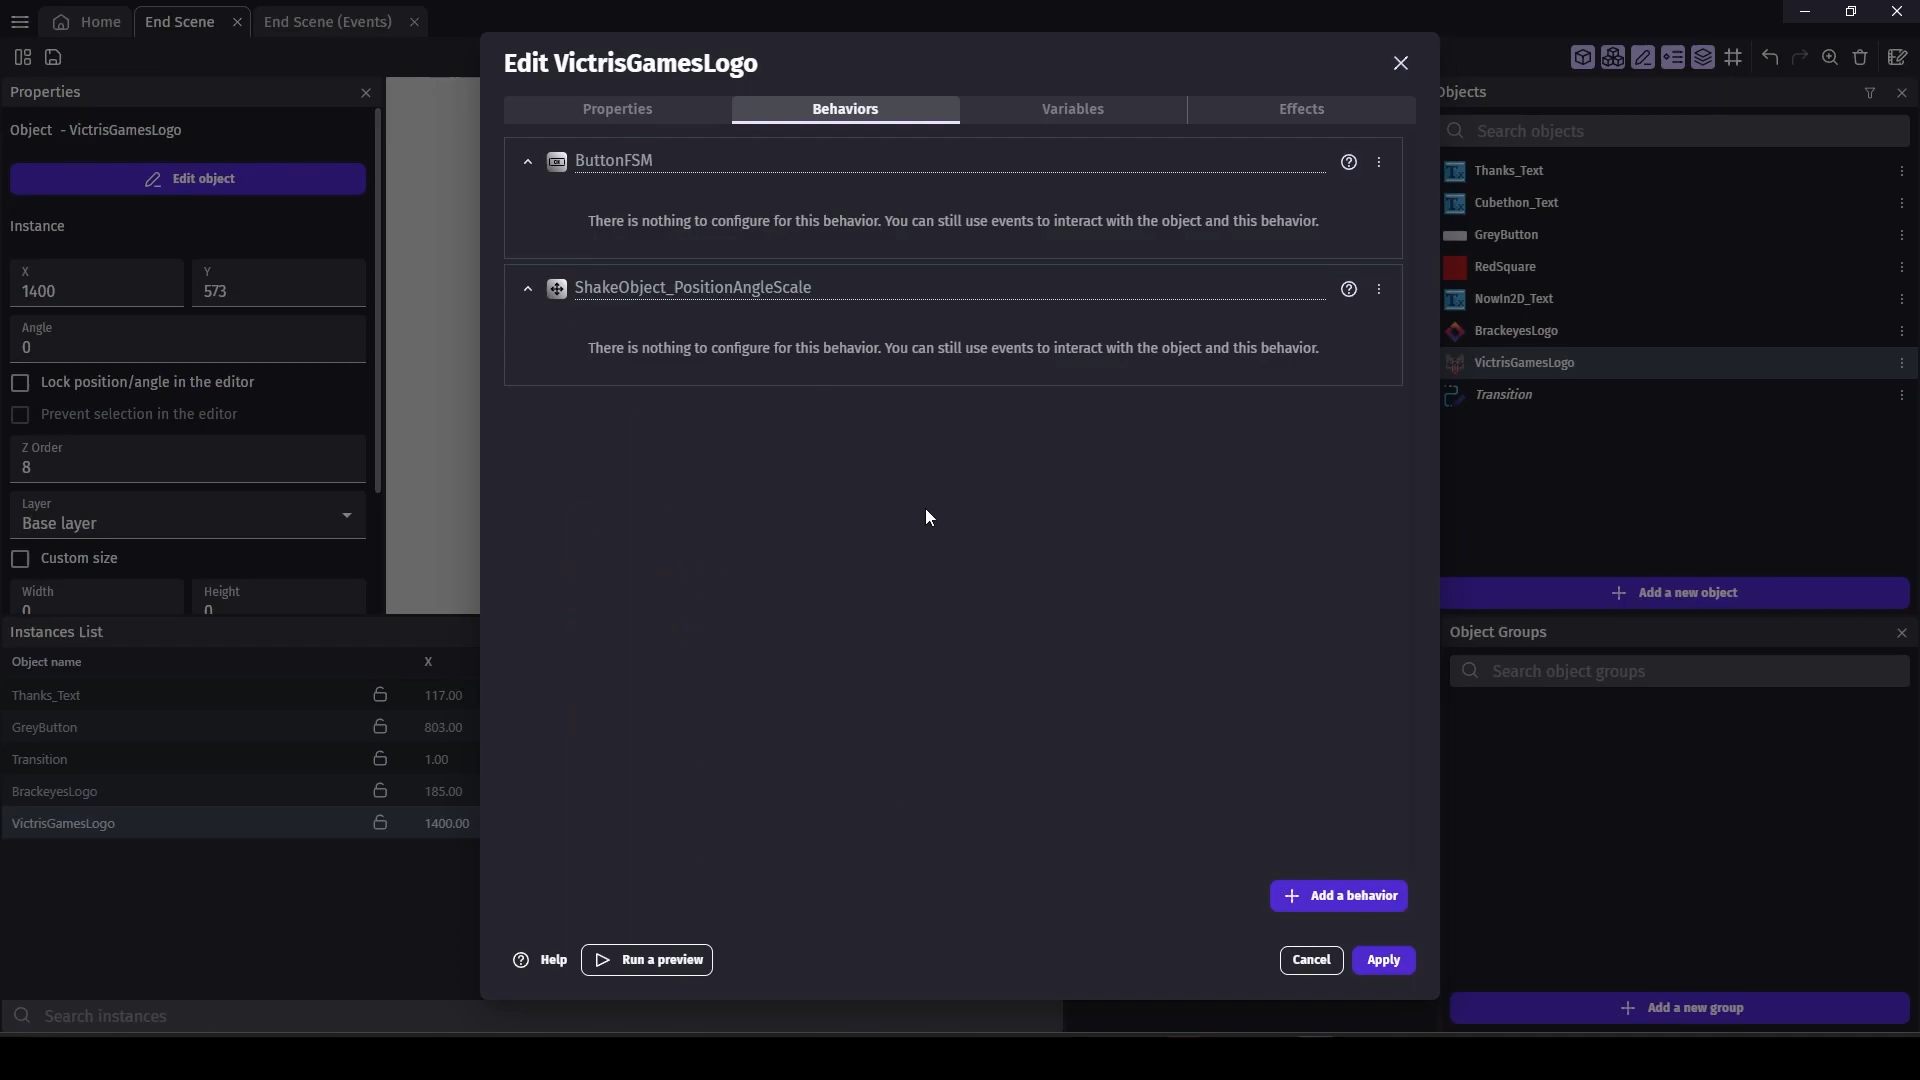 Home
End Scene
End Scene (Events)
Properties
Object - VictrisGamesLogo
Edit object
Instance
X
1400
Y
573
Angle
0
Lock position/angle in the editor
Prevent selection in the editor
Z Order
8
Layer
Base layer
Custom size
Width
0
Height
0
Instances List
Object name X
Thanks_Text 117.00
GreyButton 803.00
Transition 1.00
BrackeyesLogo 185.00
VictrisGamesLogo 1400.00
Search instances
Edit VictrisGamesLogo
Properties Behaviors Variables Effects
ButtonFSM
There is nothing to configure for this behavior. You can still use events to interact with the object and this behavior.
ShakeObject_PositionAngleScale
There is nothing to configure for this behavior. You can still use events to interact with the object and this behavior.
Add a behavior
Help
Run a preview
Cancel
Apply
Objects
Search objects
Thanks_Text
Cubethon_Text
GreyButton
RedSquare
NowIn2D_Text
BrackeyesLogo
VictrisGamesLogo
Transition
Add a new object
Object Groups
Search object groups
Add a new group